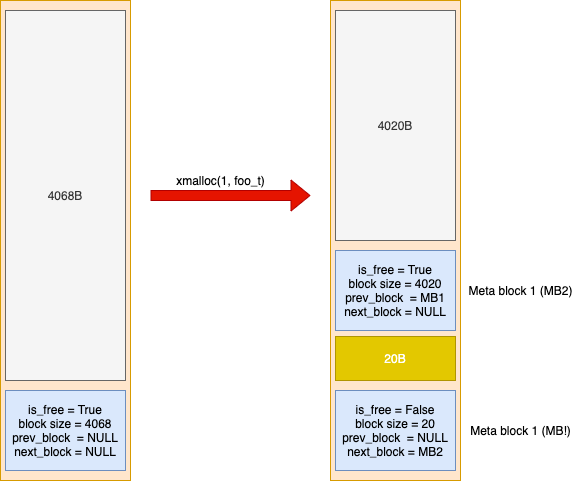 4068B
is_free = True
block size = 4068
prev_block  = NULL
next_block = NULL
xmalloc(1, foo_t)
4020B
is_free = True
block size = 4020
prev_block  = MB1
next_block = NULL
Meta block 1 (MB2)
20B
is_free = False
block size = 20
prev_block  = NULL
next_block = MB2
Meta block 1 (MB!)